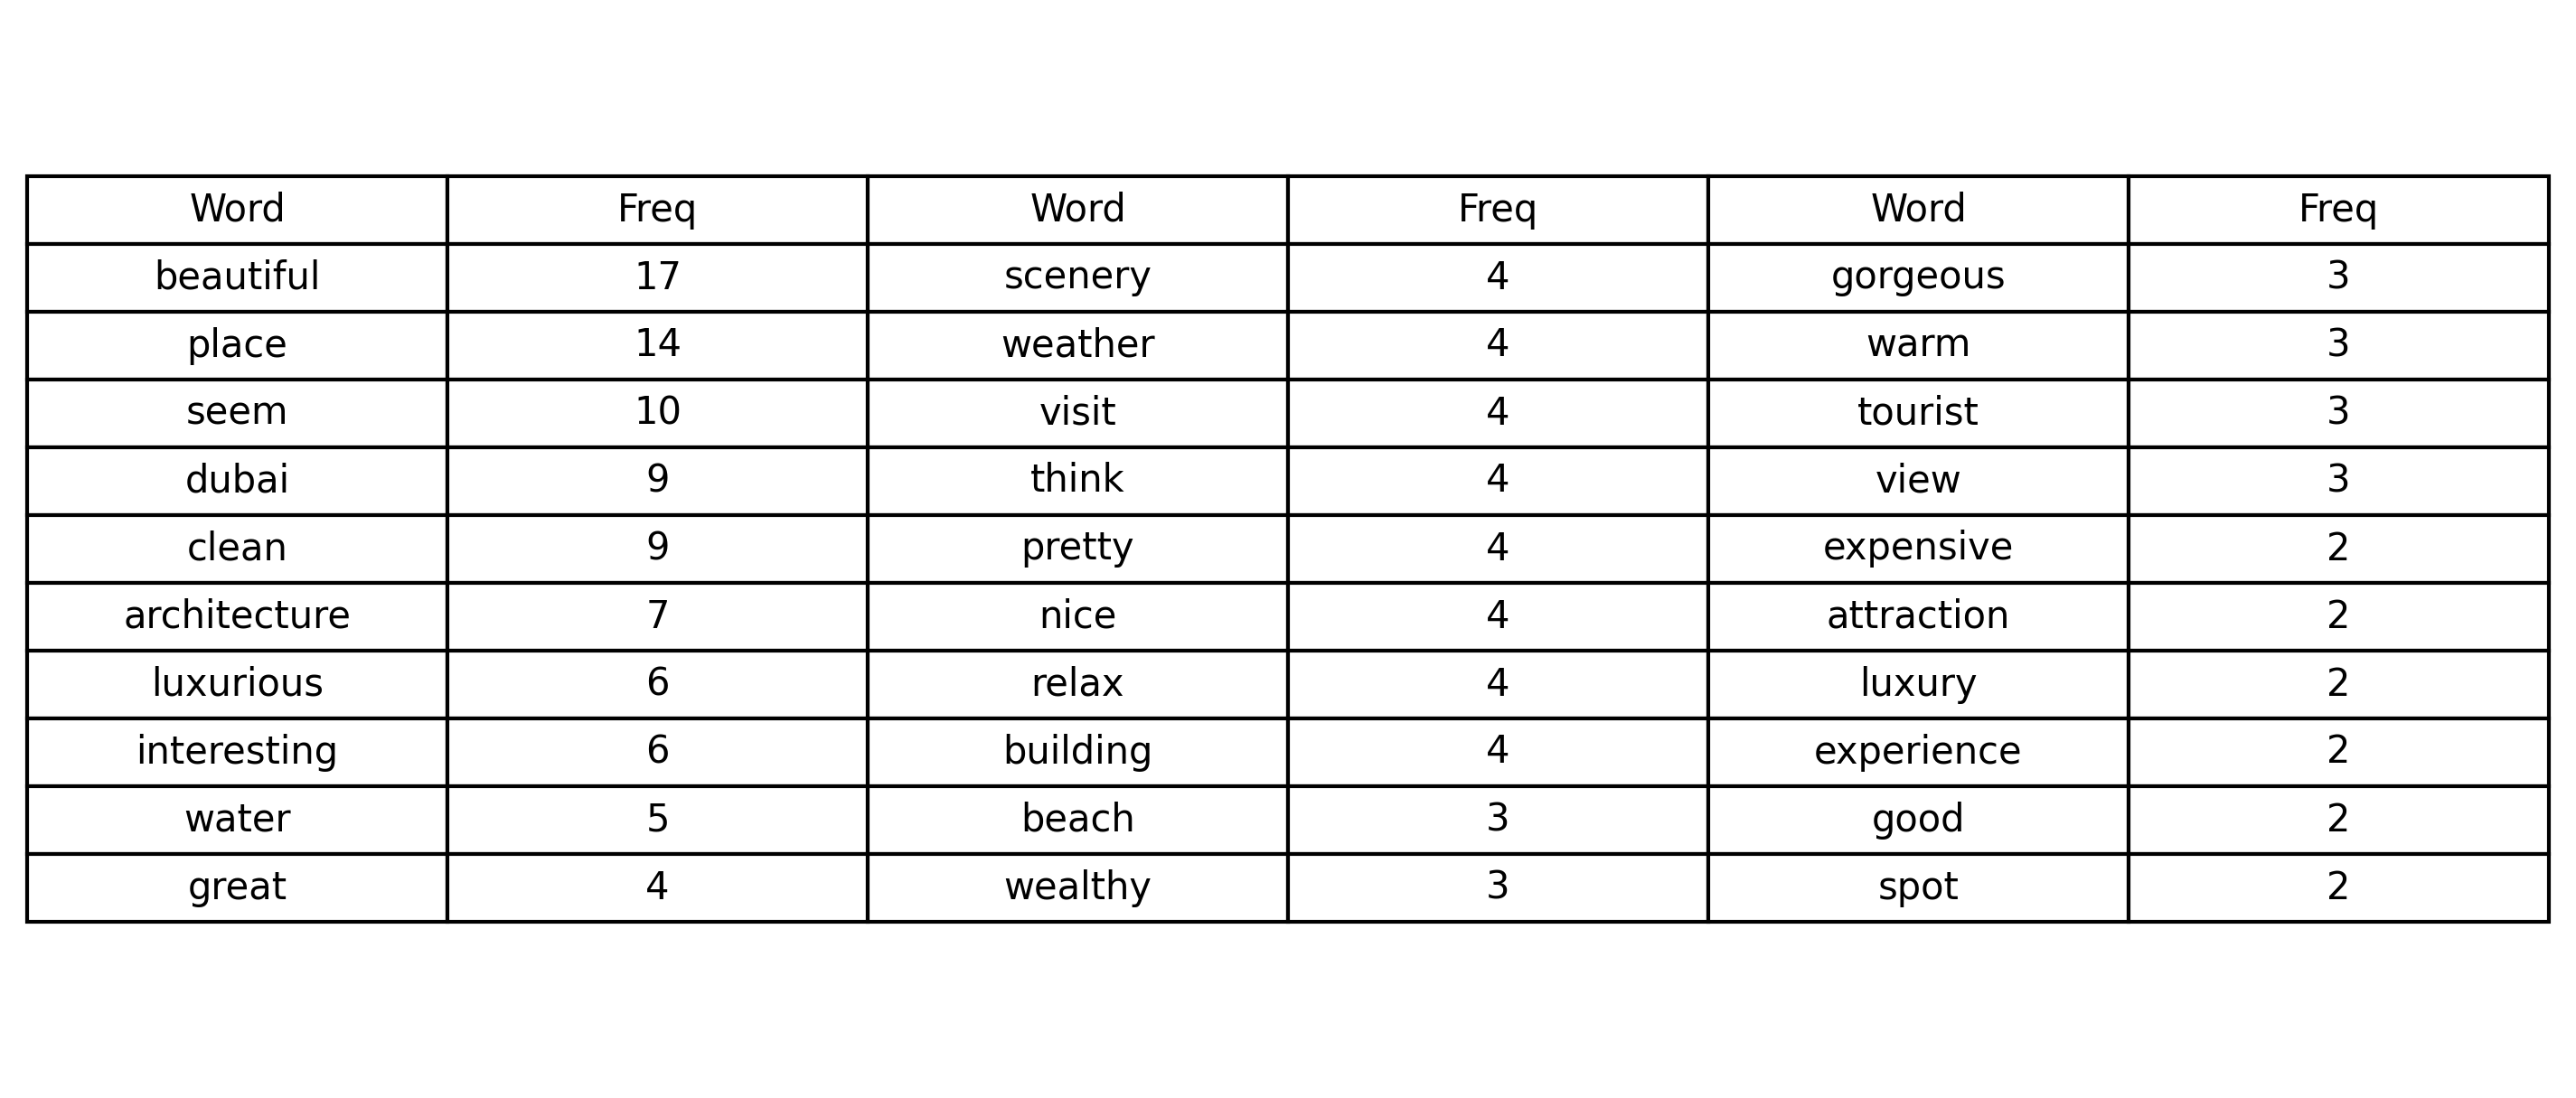 Word Freq Word Freq Word Freq
beautiful 17 scenery 4 gorgeous 3
place 14 weather 4 warm 3
seem 10 visit 4 tourist 3
dubai 9 think 4 view 3
clean 9 pretty 4 expensive 2
architecture 7 nice 4 attraction 2
luxurious 6 relax 4 luxury 2
interesting 6 building 4 experience 2
water 5 beach 3 good 2
great 4 wealthy 3 spot 2